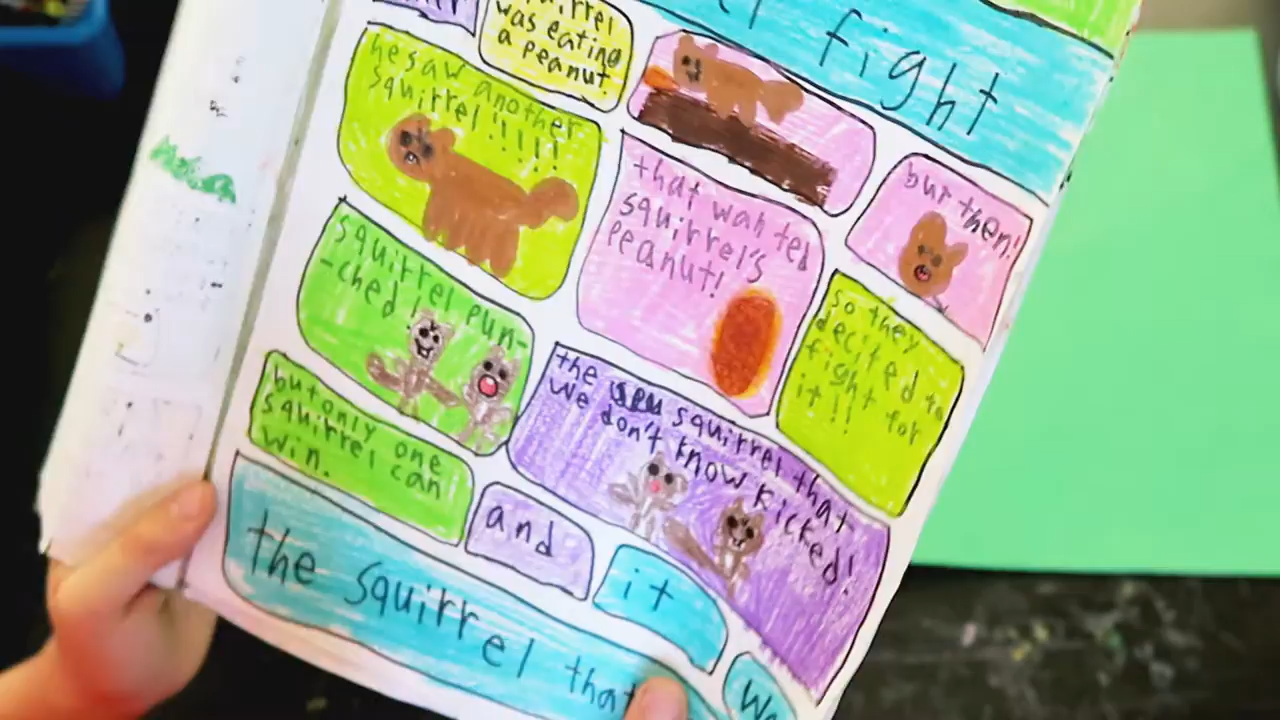 fight
was eating
a peanut.
but then!
he saw another
squirrel!!!!!
that wanted
squirrel's
peanut!
so they
decited to
fight for
it!!
squirrel pun-
-ched!
the squirrel that
we don't know kicked!
but only one
squirrel can
win.
and
it
the squirrel that